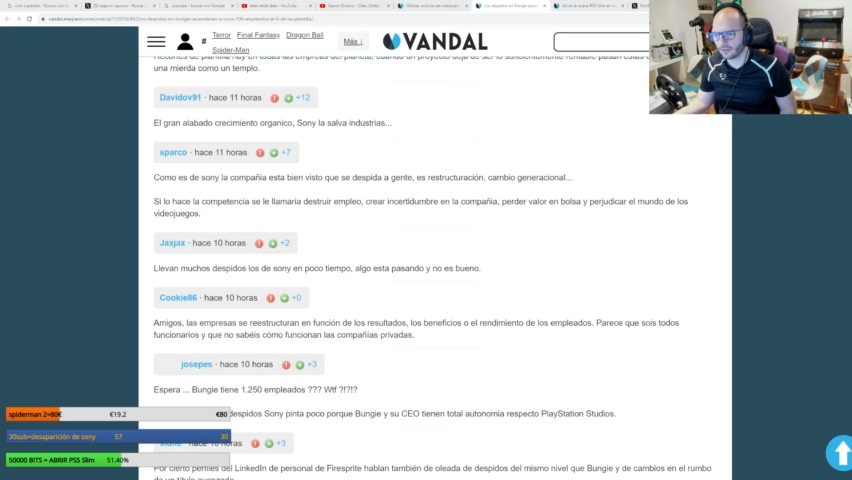 Terror Final Fantasy Dragon Ball
# Más ↓ VANDAL
Spider-Man
una mierda como un templo.
Davidov91 · hace 11 horas +12
El gran alabado crecimiento organico, Sony la salva industrias...
sparco · hace 11 horas +7
Como es de sony la compañia esta bien visto que se despida a gente, es restructuración, cambio generacional...
Si lo hace la competencia se le llamaria destruir empleo, crear incertidumbre en la compañia, perder valor en bolsa y perjudicar el mundo de los
videojuegos.
Jaxjax · hace 10 horas +2
Llevan muchos despidos los de sony en poco tiempo, algo esta pasando y no es bueno.
Cookie86 · hace 10 horas +0
Amigos, las empresas se reestructuran en función de los resultados, los beneficios o el rendimiento de los empleados. Parece que sois todos
funcionarios y que no sabéis cómo funcionan las compañías privadas.
josepes · hace 10 horas +3
Espera ... Bungie tiene 1.250 empleados ??? Wtf ?!?!?
spiderman 2=80€ €19.2 €80
despidos Sony pinta poco porque Bungie y su CEO tienen total autonomia respecto PlayStation Studios.
30sub=desaparición de sony 57 30
hace 10 horas +3
50000 BITS = ABRIR PS5 Slim 51.40%
Por cierto perfiles del LinkedIn de personal de Firesprite hablan también de oleada de despidos del mismo nivel que Bungie y de cambios en el rumbo